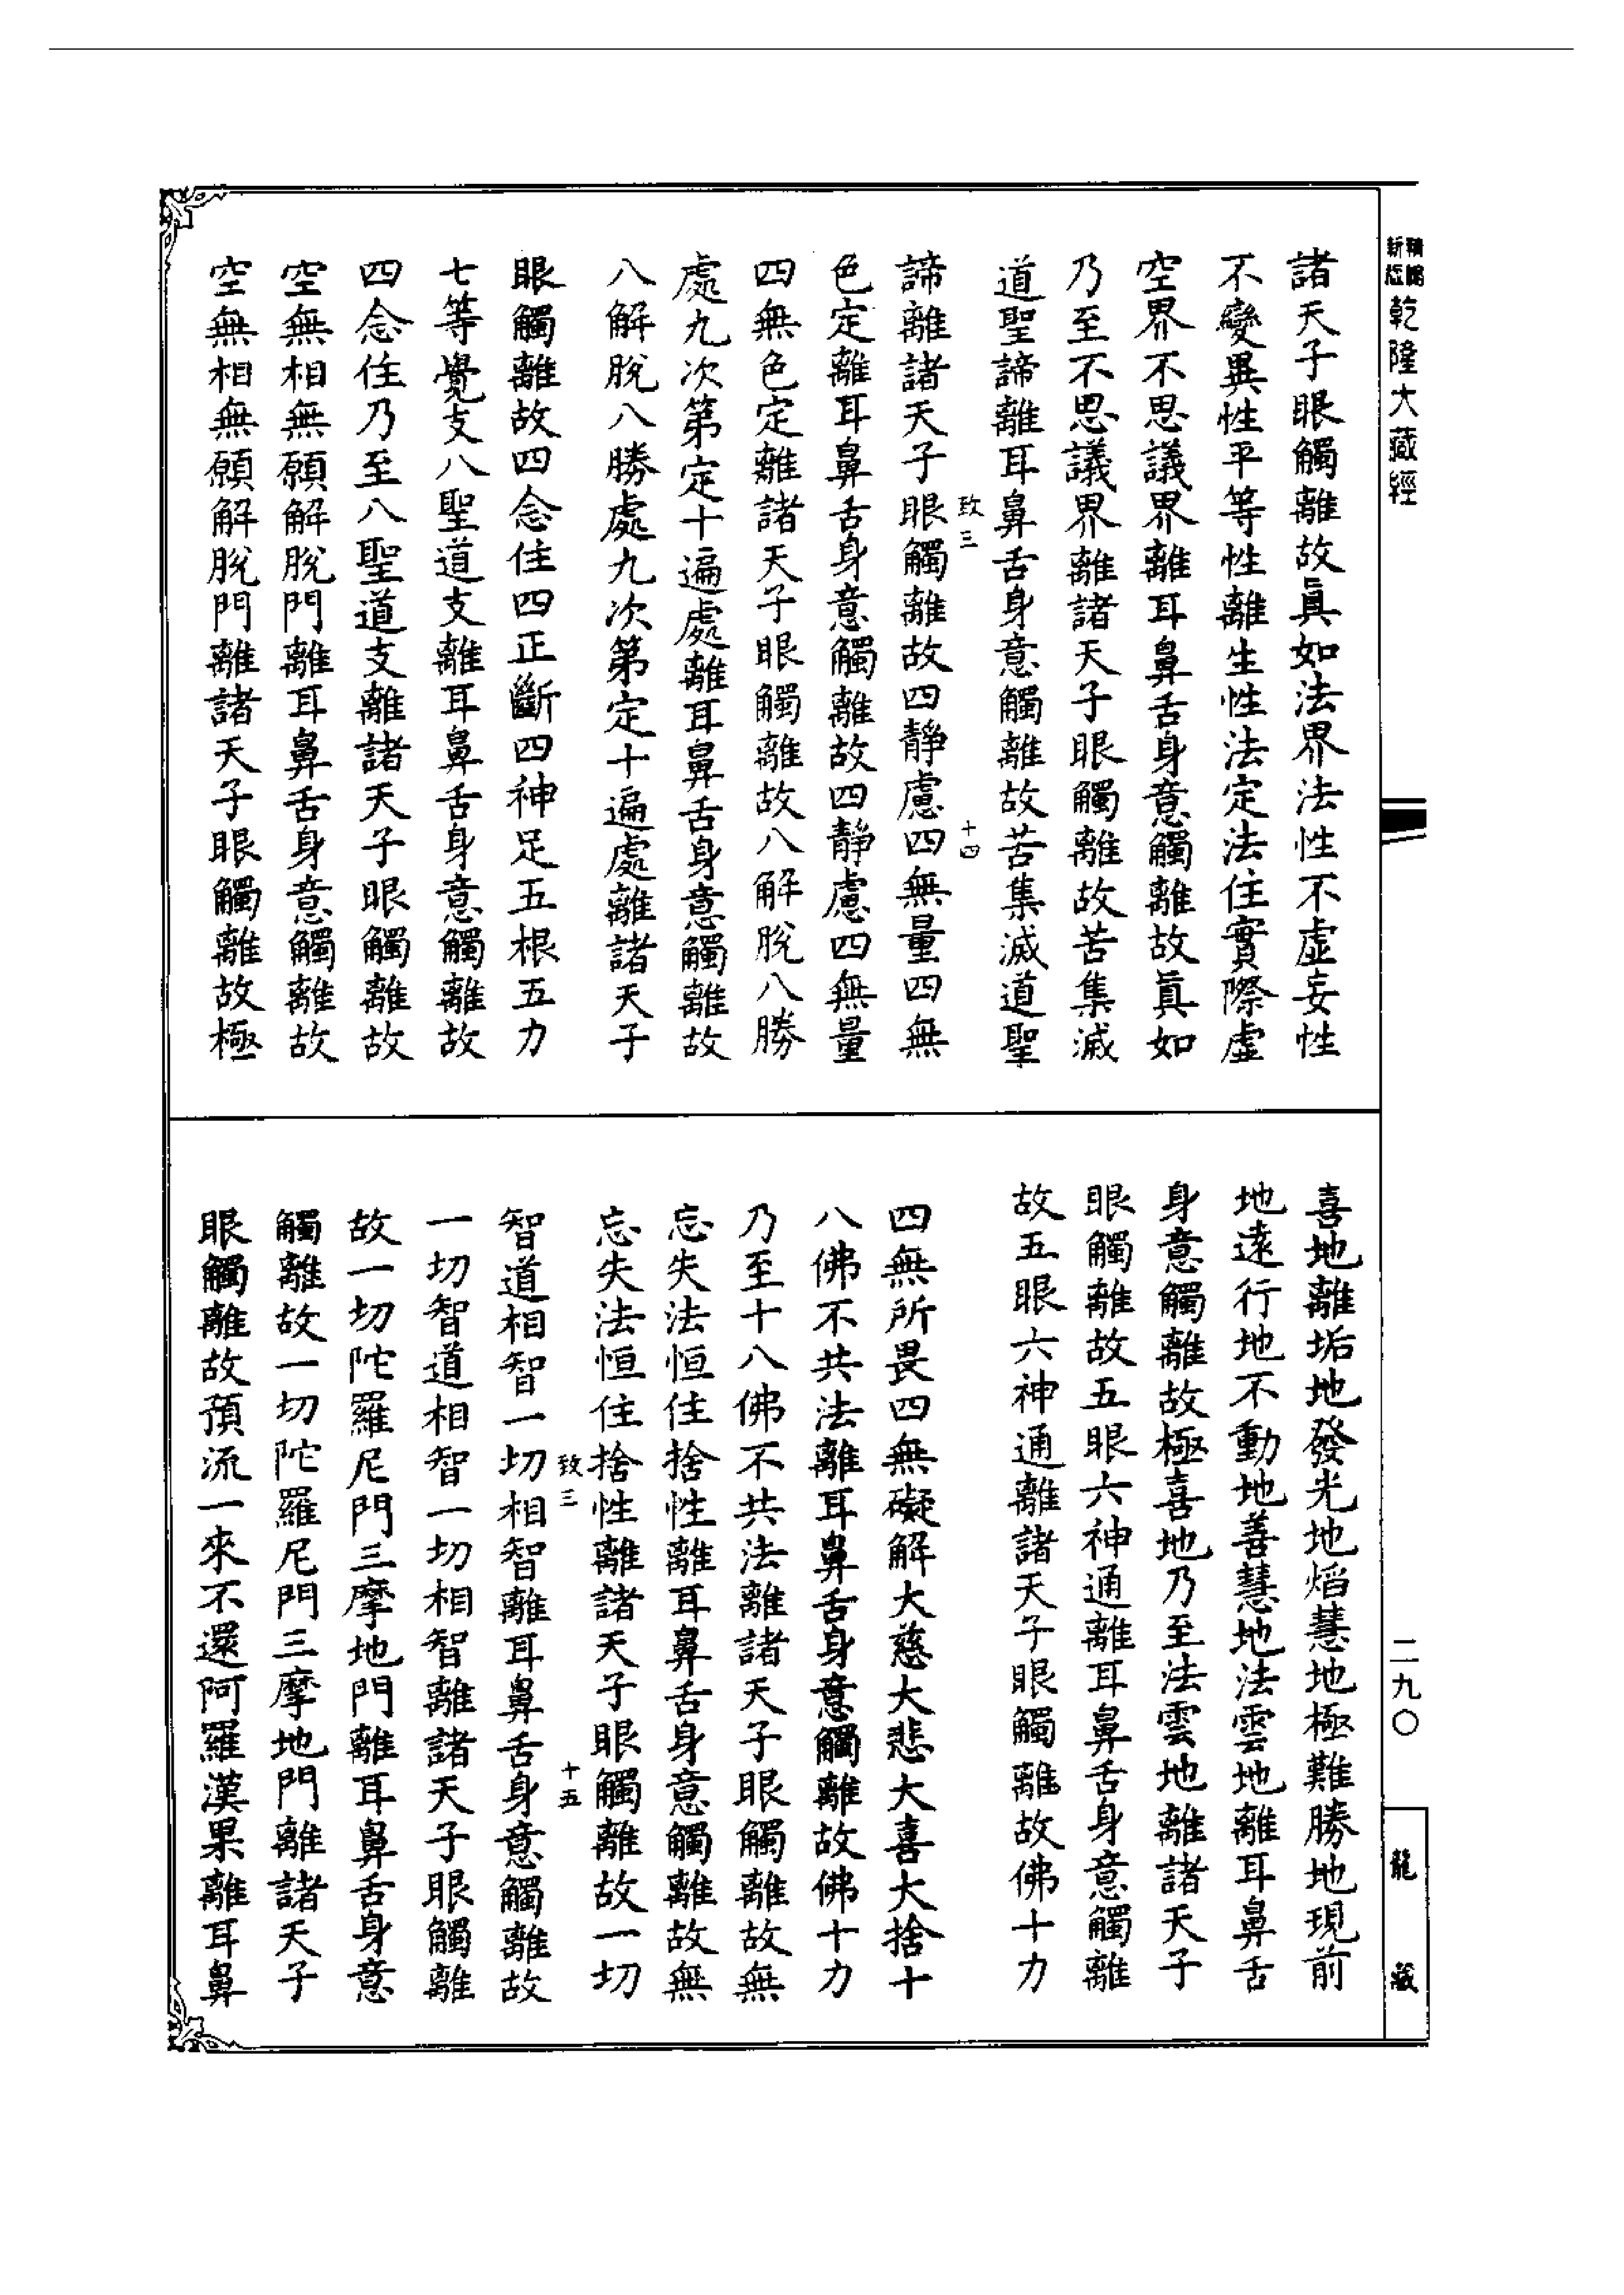 乾隆大藏經
諸天子眼觸離故眞如法界法性不虛妄性
不變異性平等性離生性法定法住實際虛
空界不思議界離耳鼻舌身意觸離故眞如
乃至不思議界離諸天子眼觸離故苦集滅
道聖諦離耳鼻舌身意觸離故苦集滅道聖
致三
十四
諦離諸天子眼觸離故四靜慮四無量四無
色定離耳鼻舌身意觸離故四靜慮四無量
四無色定離諸天子眼觸離故八解脫八勝
處九次第定十遍處離耳鼻舌身意觸離故
八解脫八勝處九次第定十遍處離諸天子
眼觸離故四念住四正斷四神足五根五力
七等覺支八聖道支離耳鼻舌身意觸離故
四念住乃至八聖道支離諸天子眼觸離故
空無相無願解脫門離耳鼻舌身意觸離故
空無相無願解脫門離諸天子眼觸離故極
喜地離垢地發光地焰慧地極難勝地現前
地遠行地不動地善慧地法雲地離耳鼻舌
身意觸離故極喜地乃至法雲地離諸天子
眼觸離故五眼六神通離耳鼻舌身意觸離
故五眼六神通離諸天子眼觸離故佛十力
四無所畏四無礙解大慈大悲大喜大捨十
八佛不共法離耳鼻舌身意觸離故佛十力
乃至十八佛不共法離諸天子眼觸離故無
忘失法恒住捨性離耳鼻舌身意觸離故無
忘失法恒住捨性離諸天子眼觸離故一切
致三
十五
智道相智一切相智離耳鼻舌身意觸離故
一切智道相智一切相智離諸天子眼觸離
故一切陀羅尼門三摩地門離耳鼻舌身意
觸離故一切陀羅尼門三摩地門離諸天子
眼觸離故預流一來不還阿羅漢果離耳鼻
二九〇
龍藏